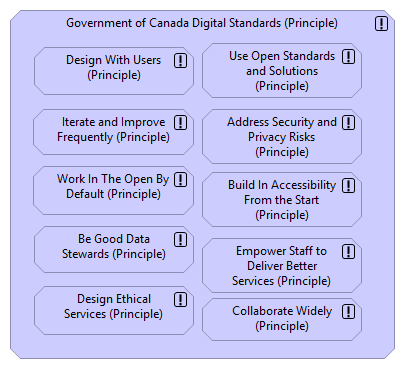 Government of Canada Digital Standards (Principle)
Design With Users
(Principle)
Use Open Standards
and Solutions
(Principle)
Iterate and Improve
Frequently (Principle)
Address Security and
Privacy Risks
(Principle)
Work In The Open By
Default (Principle)
Build In Accessibility
From the Start
(Principle)
Be Good Data
Stewards (Principle)
Empower Staff to
Deliver Better
Services (Principle)
Design Ethical
Services (Principle)
Collaborate Widely
(Principle)